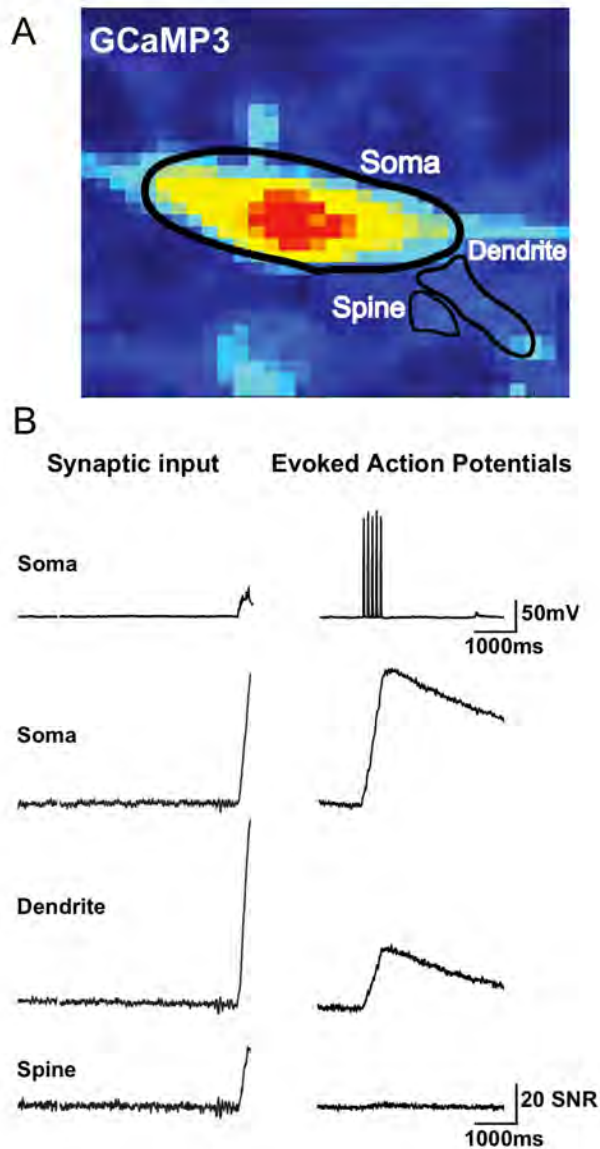 A
GCaMP3
Soma
Dendrite
Spine
B
Synaptic input
Evoked Action Potentials
Soma
50mV
1000ms
Soma
Dendrite
Spine
20 SNR
1000ms